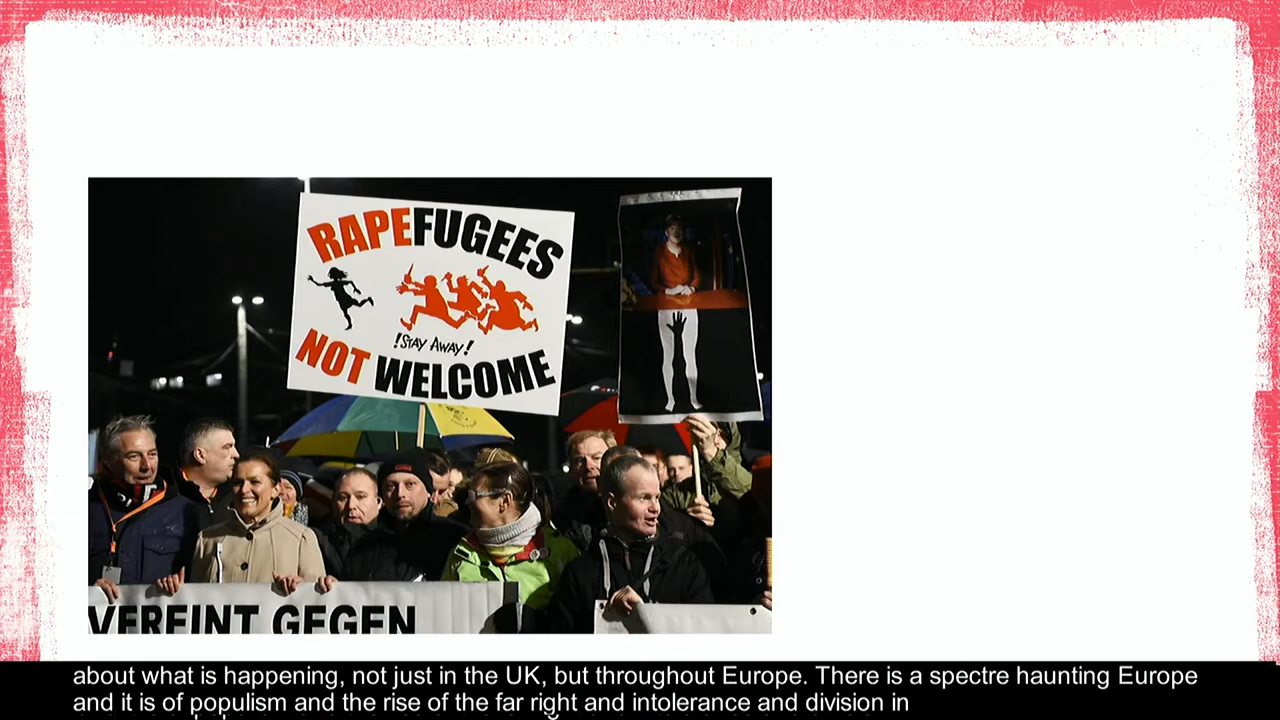 RAPEFUGEES
!STAY AWAY!
NOT WELCOME
VEREINT GEGEN
about what is happening, not just in the UK, but throughout Europe. There is a spectre haunting Europe
and it is of populism and the rise of the far right and intolerance and division in